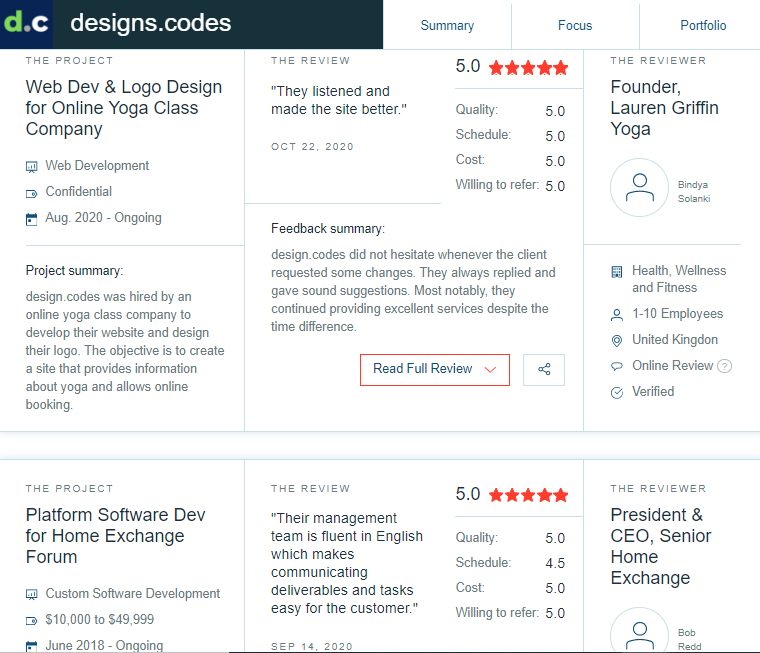 d.c designs.codes
Summary
Focus
Portfolio
THE PROJECT
Web Dev & Logo Design
for Online Yoga Class
Company
Web Development
Confidential
Aug. 2020 - Ongoing
Project summary:
design.codes was hired by an
online yoga class company to
develop their website and design
their logo. The objective is to create
a site that provides information
about yoga and allows online
booking.
THE REVIEW
"They listened and
made the site better."
OCT 22, 2020
5.0
Quality: 5.0
Schedule: 5.0
Cost: 5.0
Willing to refer: 5.0
Feedback summary:
design.codes did not hesitate whenever the client
requested some changes. They always replied and
gave sound suggestions. Most notably, they
continued providing excellent services despite the
time difference.
Read Full Review
THE REVIEWER
Founder,
Lauren Griffin
Yoga
Bindya
Solanki
Health, Wellness
and Fitness
1-10 Employees
United Kingdon
Online Review ?
Verified
THE PROJECT
Platform Software Dev
for Home Exchange
Forum
Custom Software Development
$10,000 to $49,999
June 2018 - Ongoing
THE REVIEW
"Their management
team is fluent in English
which makes
communicating
deliverables and tasks
easy for the customer."
SEP 14, 2020
5.0
Quality: 5.0
Schedule: 4.5
Cost: 5.0
Willing to refer: 5.0
THE REVIEWER
President &
CEO, Senior
Home
Exchange
Bob
Redd